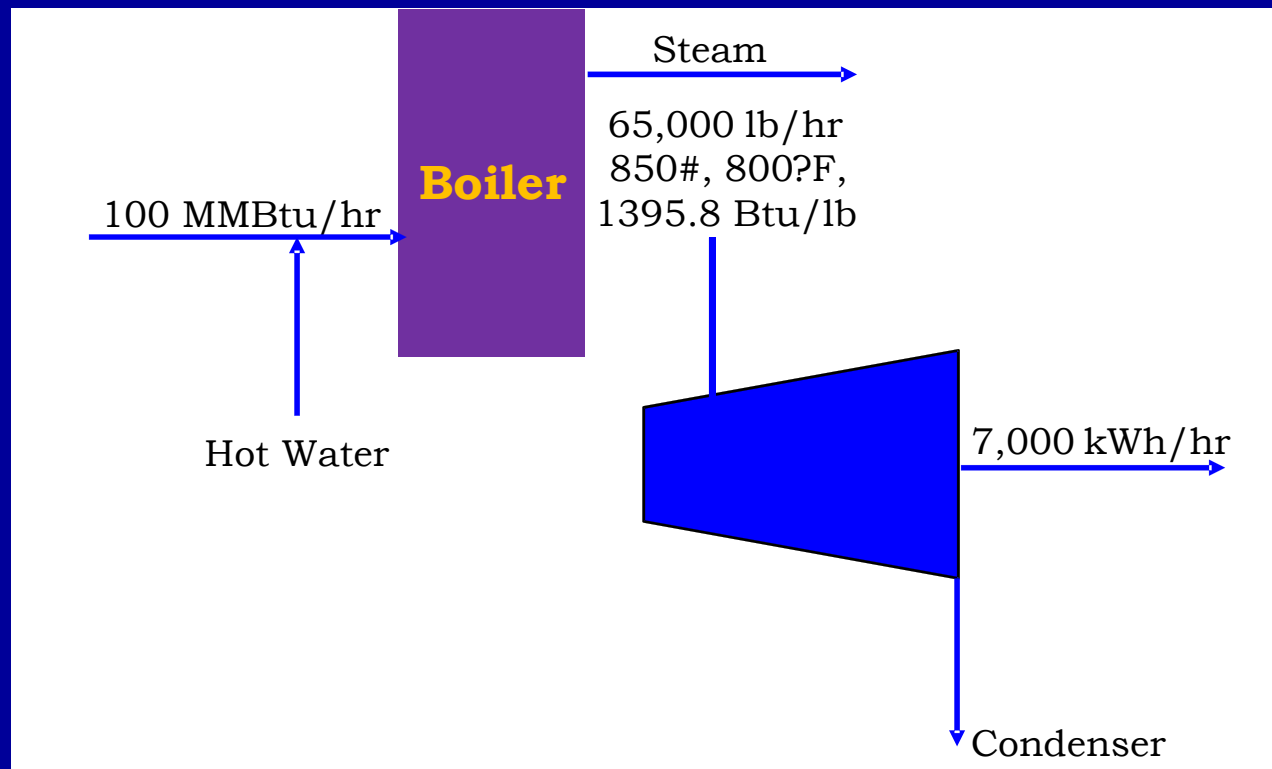 Steam
65,000 lb/hr
850#, 800?F,
1395.8 Btu/lb
Boiler
100 MMBtu/hr
Hot Water
7,000 kWh/hr
Condenser